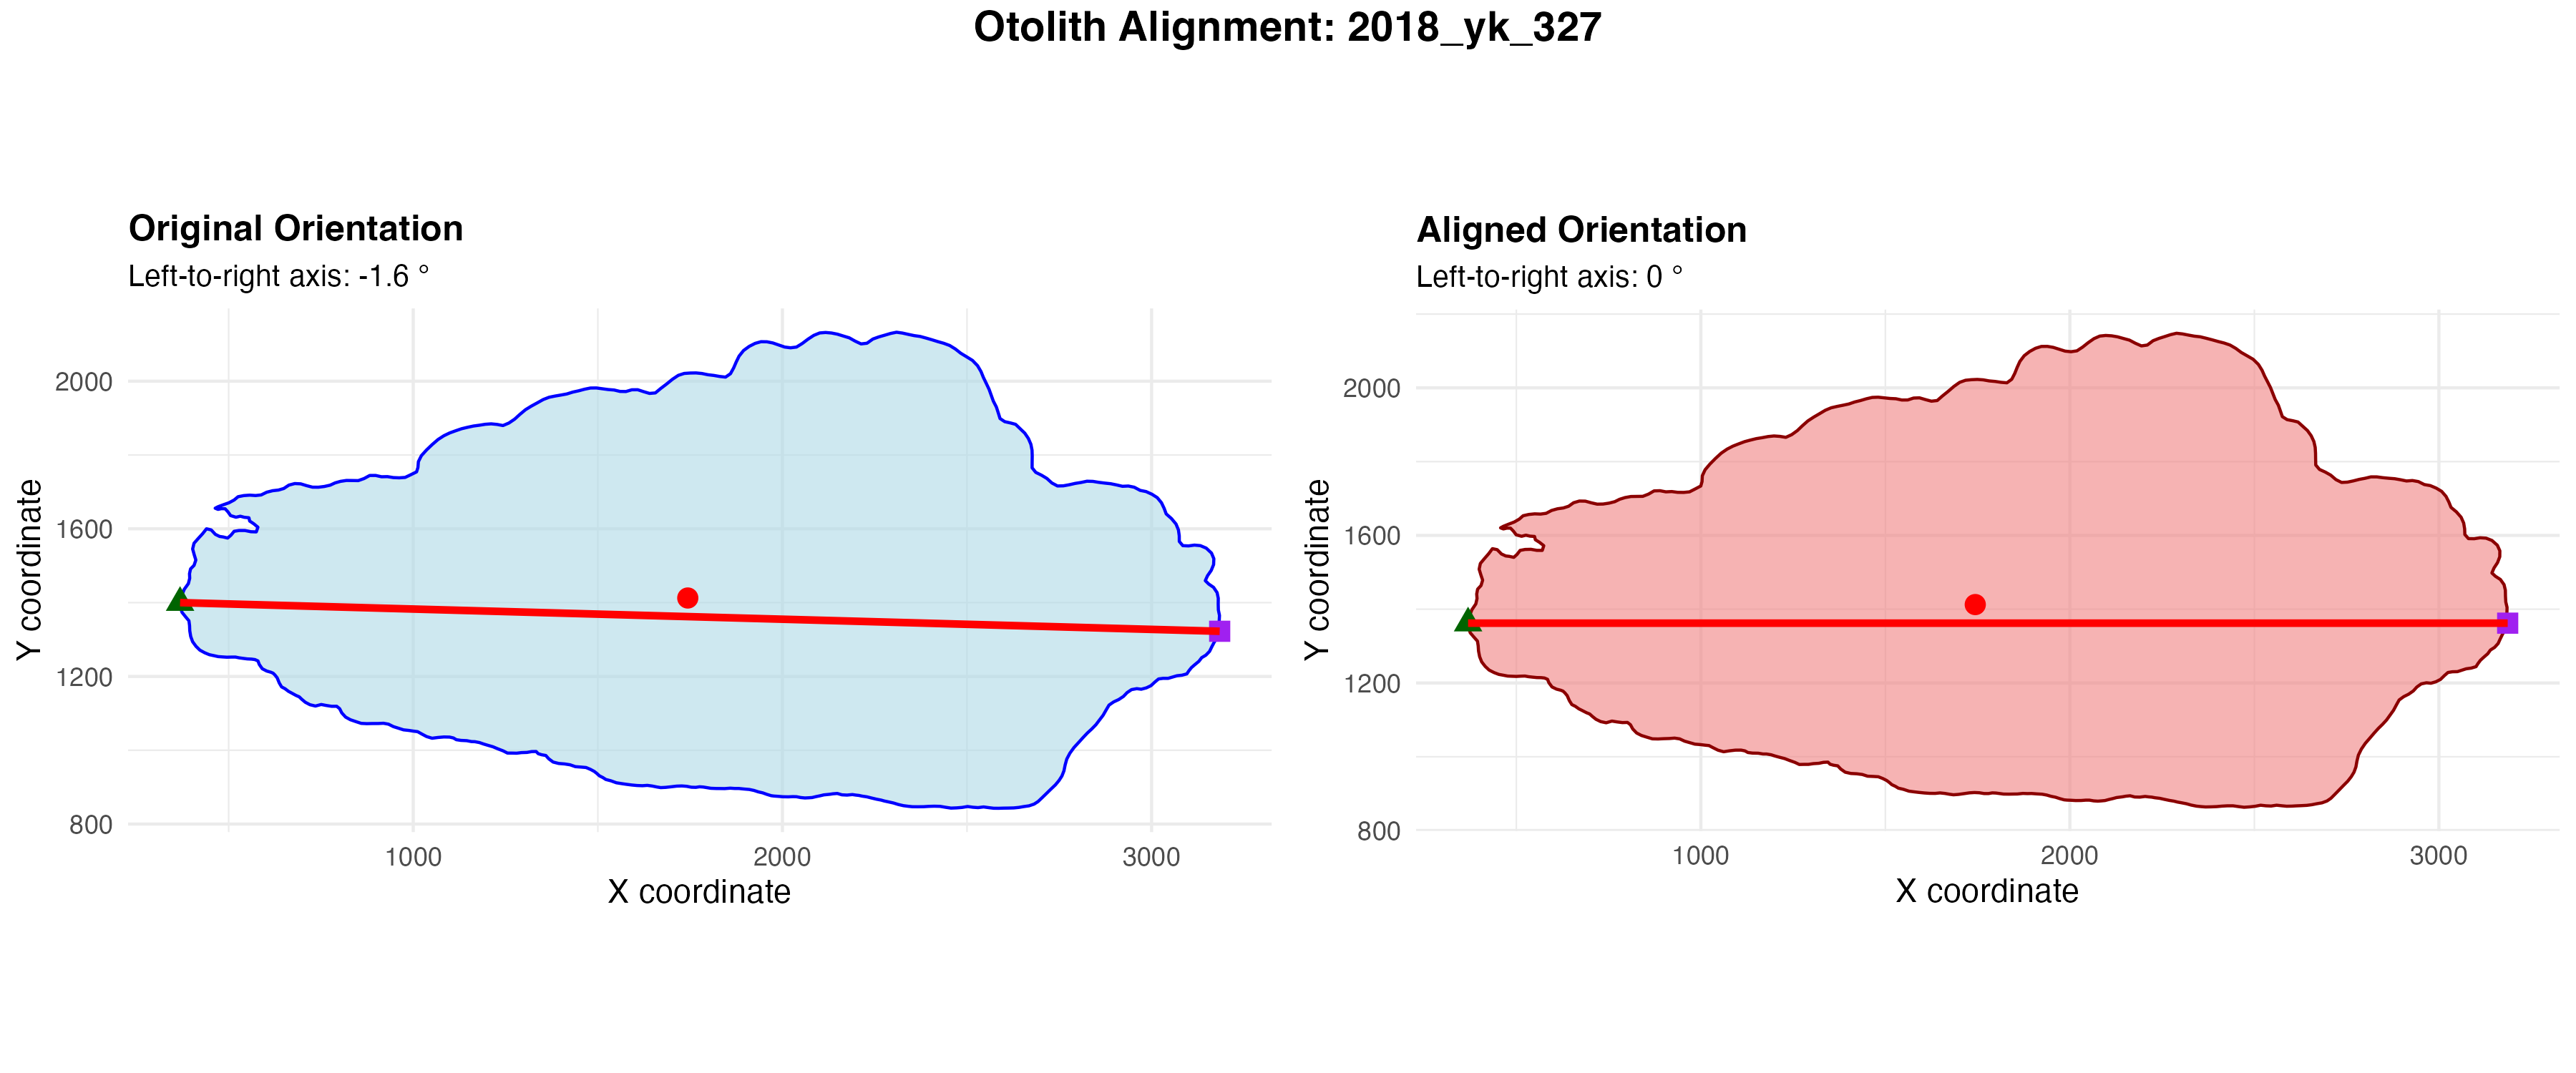 Otolith Alignment: 2018_yk_327
Original Orientation
Left-to-right axis: -1.6 °
Y coordinate
2000
1600
1200
800
1000
2000
3000
X coordinate
Aligned Orientation
Left-to-right axis: 0 °
Y coordinate
2000
1600
1200
800
1000
2000
3000
X coordinate